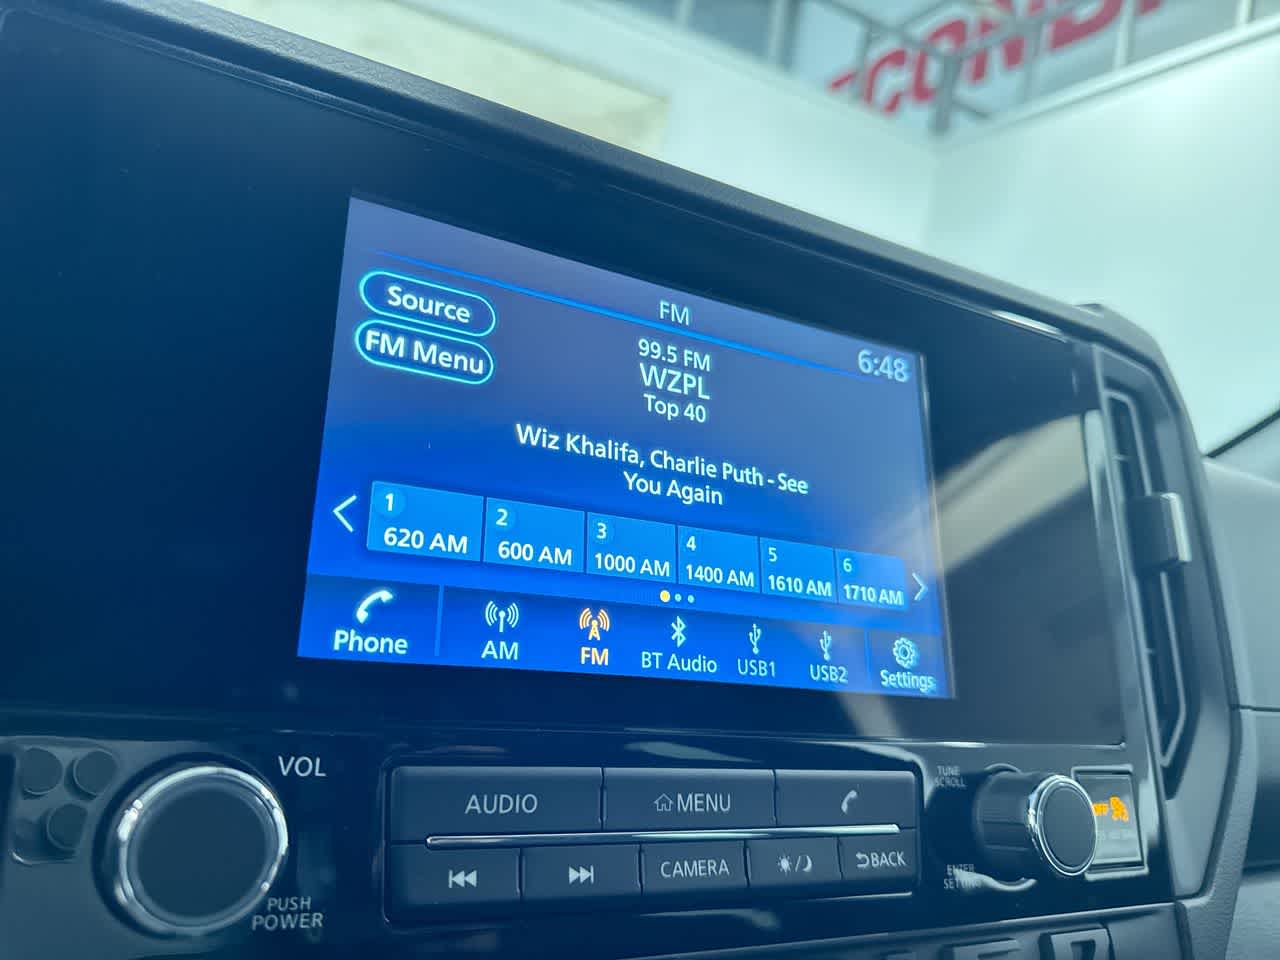 FM
6:48
Source
FM Menu
99.5 FM
WZPL
Top 40
Wiz Khalifa, Charlie Puth - See
You Again
1
620 AM
2
600 AM
3
1000 AM
4
1400 AM
5
1610 AM
6
1710 AM
Phone
AM
FM
BT Audio
USB1
USB2
Settings
VOL
PUSH
POWER
AUDIO
MENU
CAMERA
BACK
TUNE
SCROLL
ENTER
SETTING
OFF